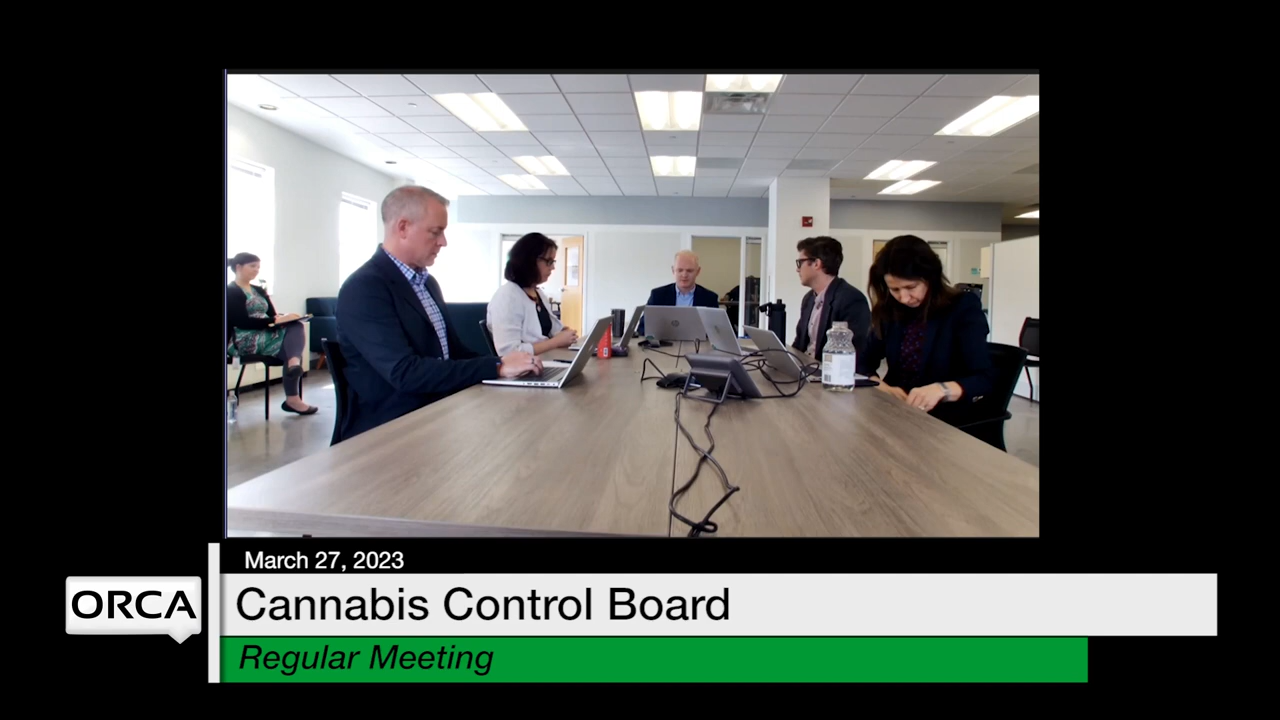 March 27, 2023
ORCA
Cannabis Control Board
Regular Meeting